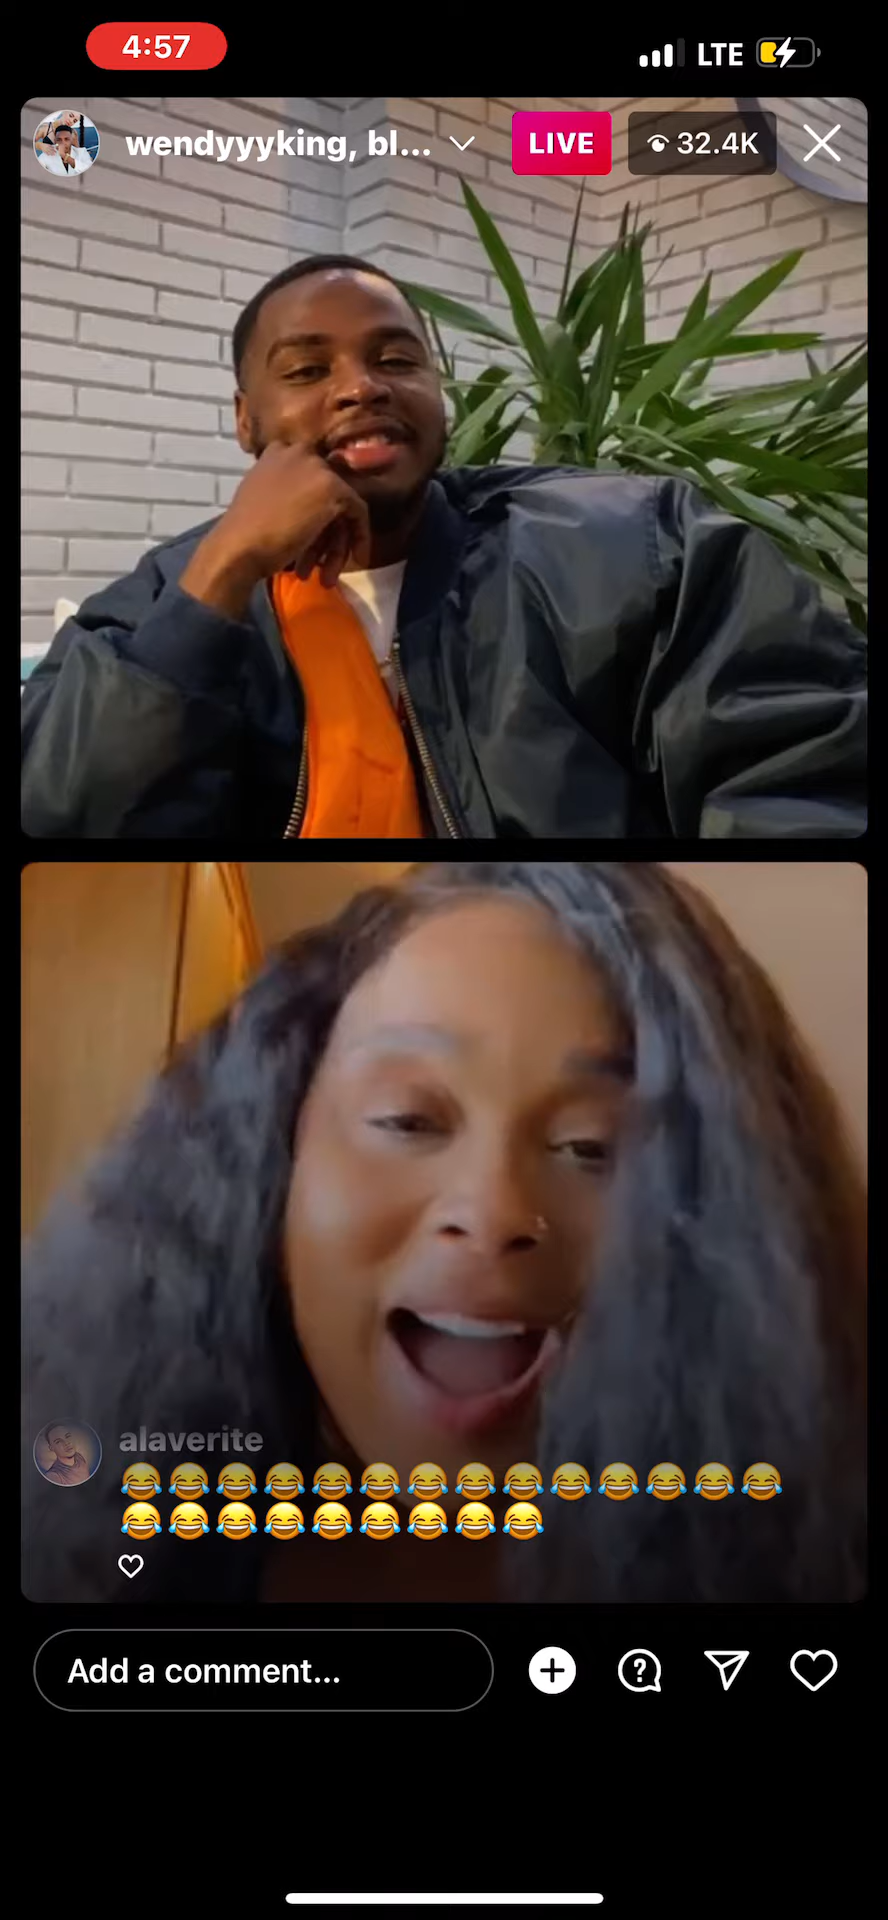 4:57
LTE
wendyyyking, bl...
LIVE
32.4K
alaverite
😂😂😂😂😂😂😂😂😂😂😂😂😂😂
😂😂😂😂😂😂😂😂😂
Add a comment...